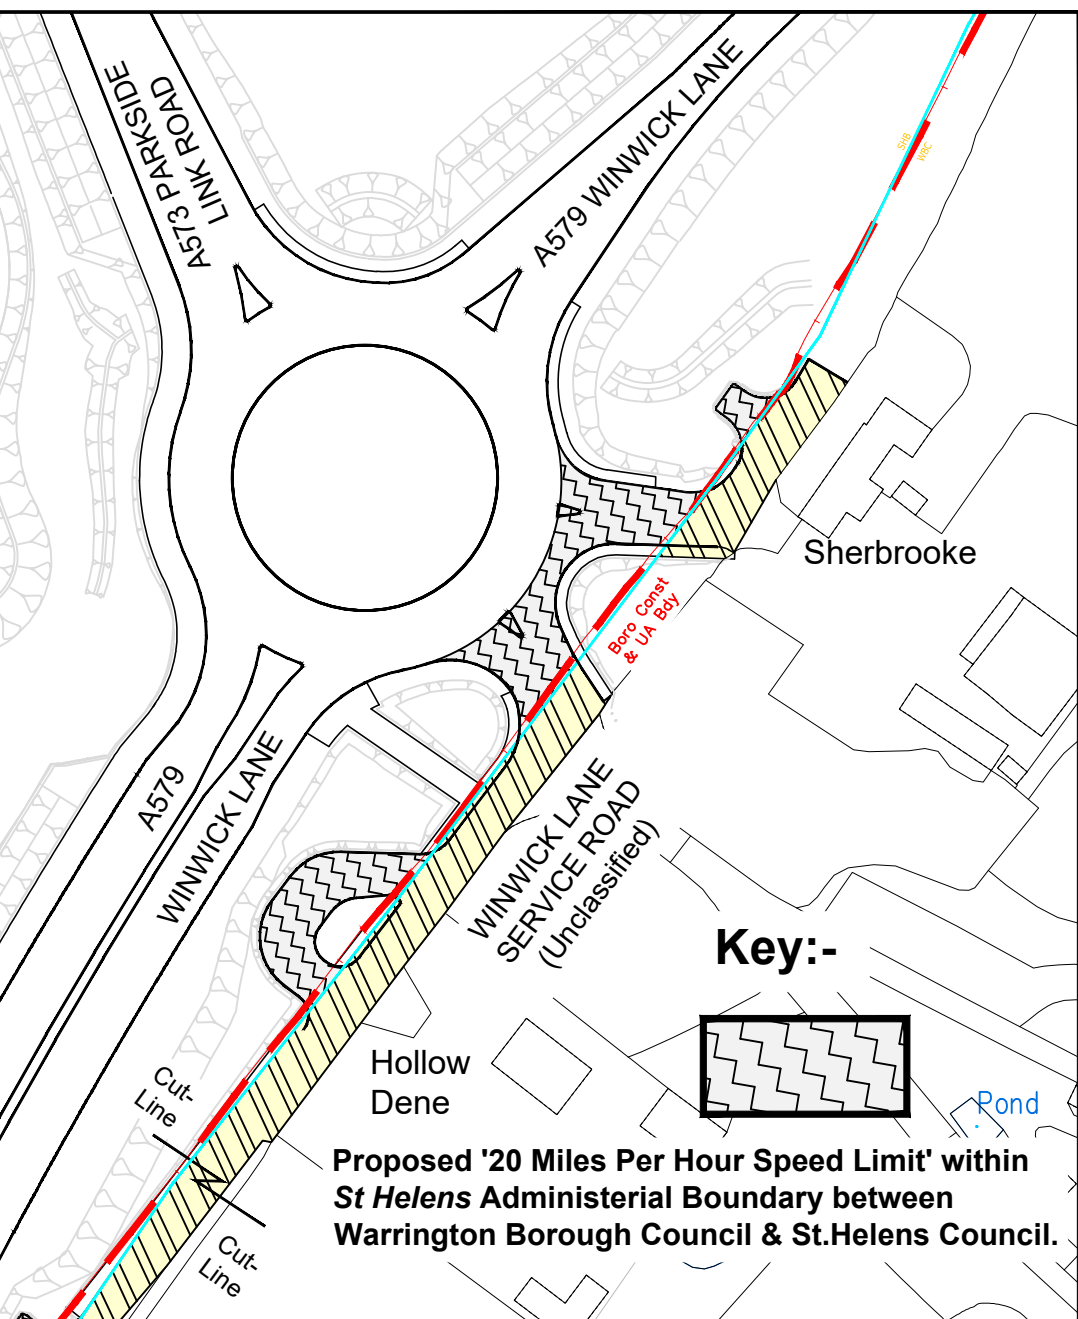 A573 PARKSIDE
LINK ROAD
A579 WINWICK LANE
SHB
WBC
Sherbrooke
Boro Const
& UA Bdy
A579
WINWICK LANE
WINWICK LANE
SERVICE ROAD
(Unclassified)
Key:-
Hollow
Dene
Pond
Cut-
Line
Cut-
Line
Proposed '20 Miles Per Hour Speed Limit' within
St Helens Administerial Boundary between
Warrington Borough Council & St.Helens Council.